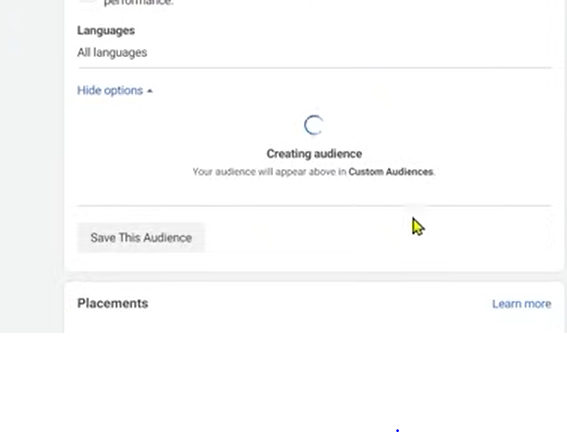 performance.
Languages
All languages
Hide options
Creating audience
Your audience will appear above in Custom Audiences.
Save This Audience
Placements Learn more